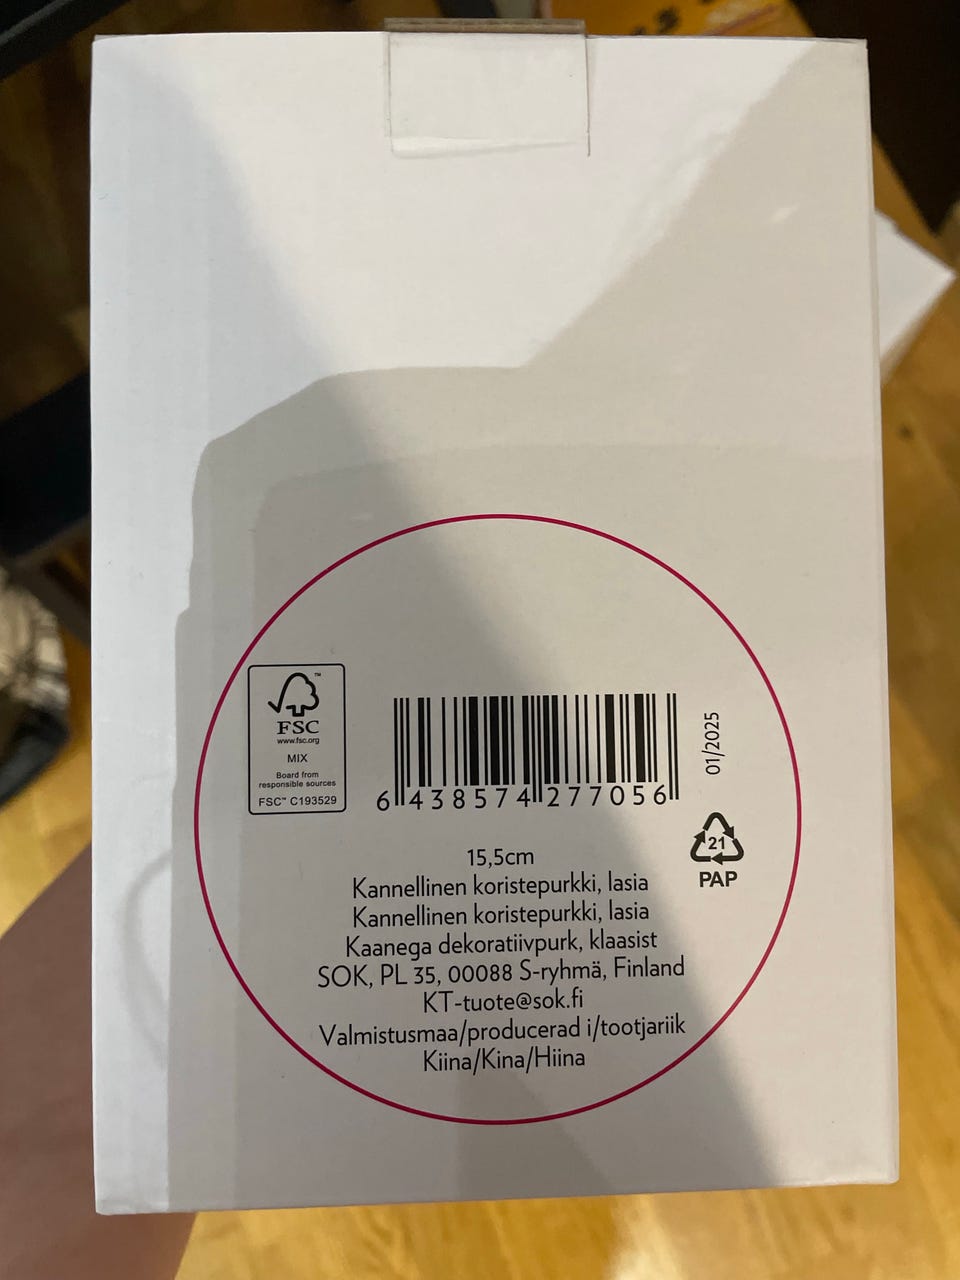 FSC™
www.fsc.org
MIX
Board from
responsible sources
FSC™ C193529
6 438574 277056
01/2025
21
PAP
15,5cm
Kannellinen koristepurkki, lasia
Kannellinen koristepurkki, lasia
Kaanega dekoratiivpurk, klaasist
SOK, PL 35, 00088 S-ryhmä, Finland
KT-tuote@sok.fi
Valmistusmaa/producerad i/tootjariik
Kiina/Kina/Hiina